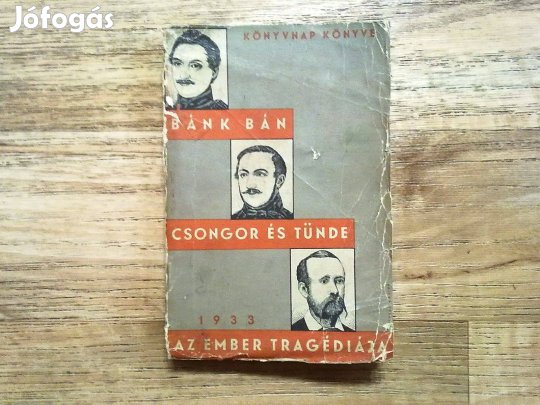 Jófogás
KÖNYVNAP KÖNYVE
BÁNK BÁN
CSONGOR ÉS TÜNDE
1933
AZ EMBER TRAGÉDIÁJA